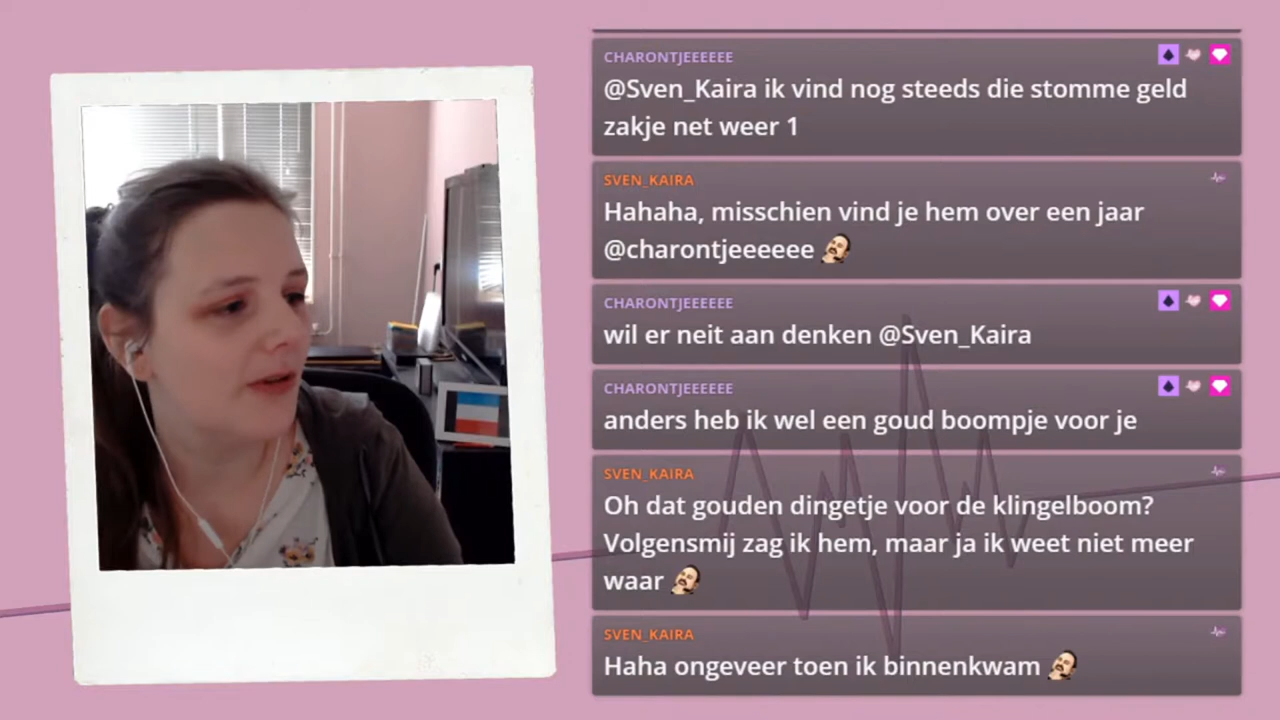 CHARONTJEEEEEE
@Sven_Kaira ik vind nog steeds die stomme geld
zakje net weer 1
SVEN_KAIRA
Hahaha, misschien vind je hem over een jaar
@charontjeeeeee
CHARONTJEEEEEE
wil er neit aan denken @Sven_Kaira
CHARONTJEEEEEE
anders heb ik wel een goud boompje voor je
SVEN_KAIRA
Oh dat gouden dingetje voor de klingelboom?
Volgensmij zag ik hem, maar ja ik weet niet meer
waar
SVEN_KAIRA
Haha ongeveer toen ik binnenkwam